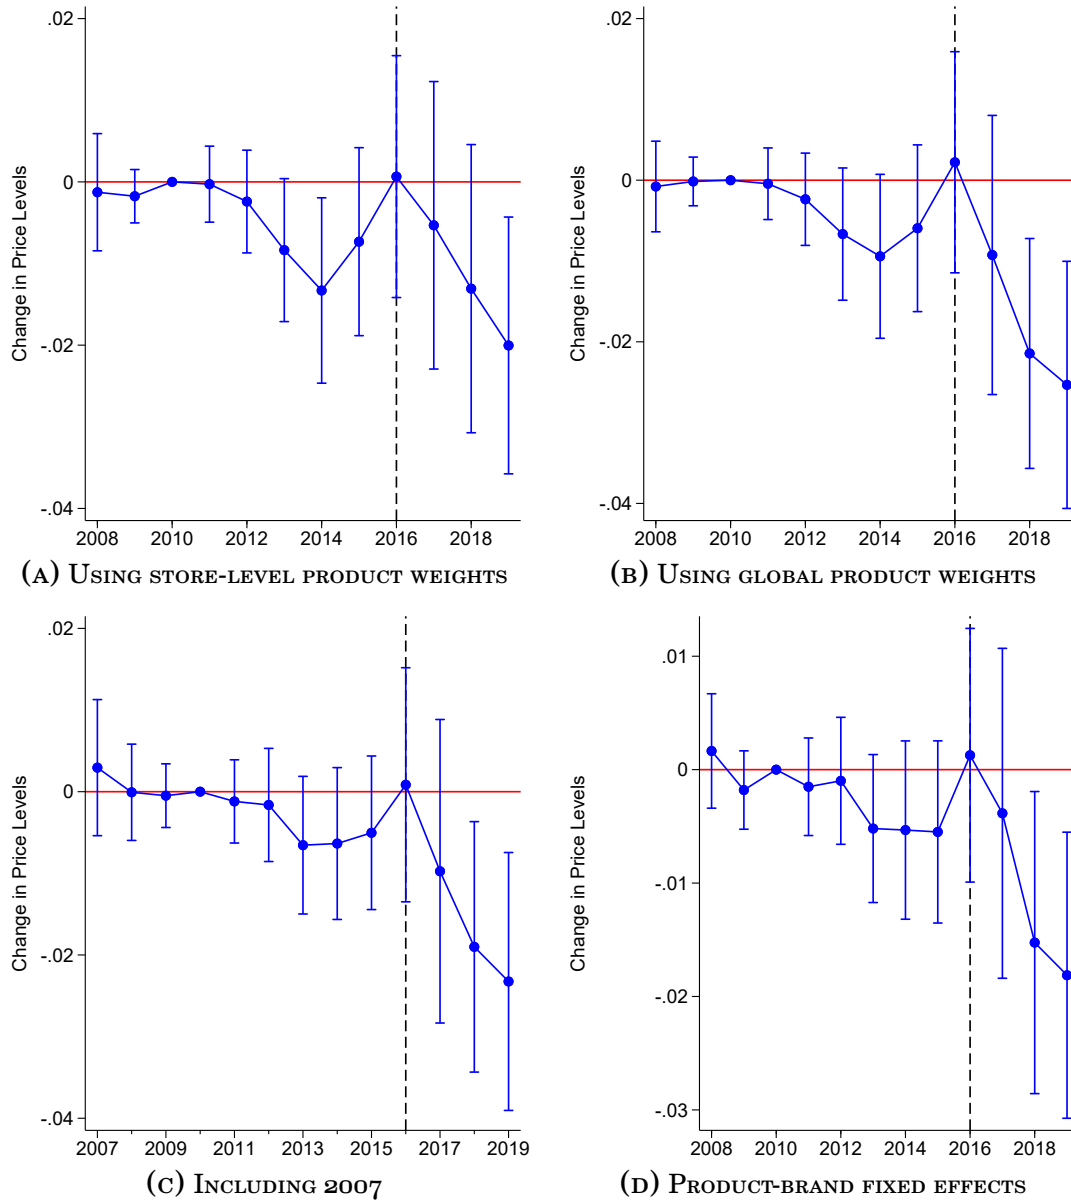 .02
0
-.02
-.04
Change in Price Levels
2008 2010 2012 2014 2016 2018
(A) Using store-level product weights
.02
0
-.02
-.04
Change in Price Levels
2008 2010 2012 2014 2016 2018
(B) Using global product weights
.02
0
-.02
-.04
Change in Price Levels
2007 2009 2011 2013 2015 2017 2019
(C) Including 2007
.01
0
-.01
-.02
-.03
Change in Price Levels
2008 2010 2012 2014 2016 2018
(D) Product-brand fixed effects